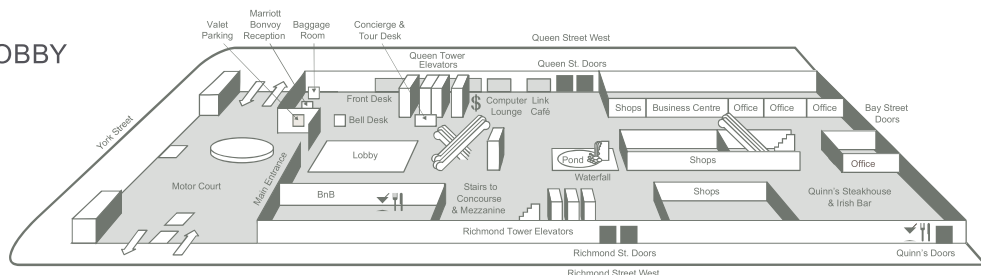 OBBY
Marriott
Bonvoy
Reception
Valet
Parking
Baggage
Room
Concierge &
Tour Desk
Queen Street West
Queen Tower
Elevators
Queen St. Doors
Front Desk
$
Computer
Lounge
Link
Café
Shops
Business Centre
Office
Office
Office
Bay Street
Doors
Bell Desk
York Street
Lobby
Pond
Waterfall
Shops
Office
Motor Court
Main Entrance
BnB
Stairs to
Concourse
& Mezzanine
Shops
Quinn's Steakhouse
& Irish Bar
Richmond Tower Elevators
Richmond St. Doors
Quinn's Doors
Richmond Street West